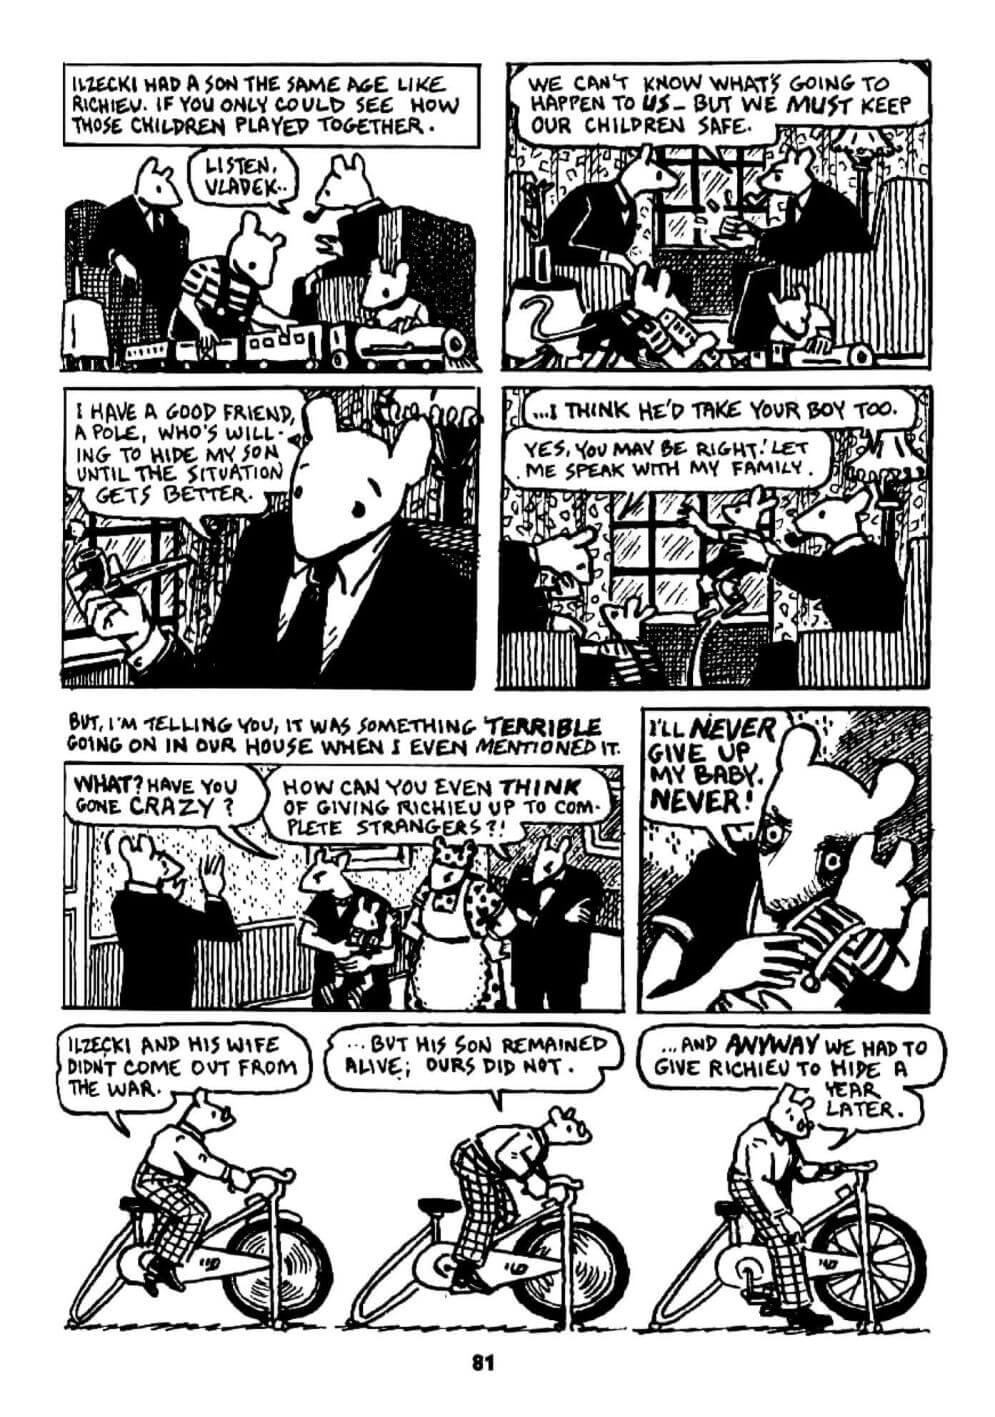 ILZECKI HAD A SON THE SAME AGE LIKE
RICHIEU. IF YOU ONLY COULD SEE HOW
THOSE CHILDREN PLAYED TOGETHER.
LISTEN,
VLADEK..
WE CAN'T KNOW WHAT'S GOING TO
HAPPEN TO US - BUT WE MUST KEEP
OUR CHILDREN SAFE.
I HAVE A GOOD FRIEND,
A POLE, WHO'S WILL-
ING TO HIDE MY SON
UNTIL THE SITUATION
GETS BETTER.
...I THINK HE'D TAKE YOUR BOY TOO.
YES, YOU MAY BE RIGHT! LET
ME SPEAK WITH MY FAMILY.
BUT, I'M TELLING YOU, IT WAS SOMETHING TERRIBLE
GOING ON IN OUR HOUSE WHEN I EVEN MENTIONED IT.
WHAT? HAVE YOU
GONE CRAZY?
HOW CAN YOU EVEN THINK
OF GIVING RICHIEU UP TO COM-
PLETE STRANGERS?!
I'LL NEVER
GIVE UP
MY BABY.
NEVER!
ILZECKI AND HIS WIFE
DIDNT COME OUT FROM
THE WAR.
... BUT HIS SON REMAINED
ALIVE; OURS DID NOT.
...AND ANYWAY WE HAD TO
GIVE RICHIEU TO HIDE A
YEAR
LATER.
81